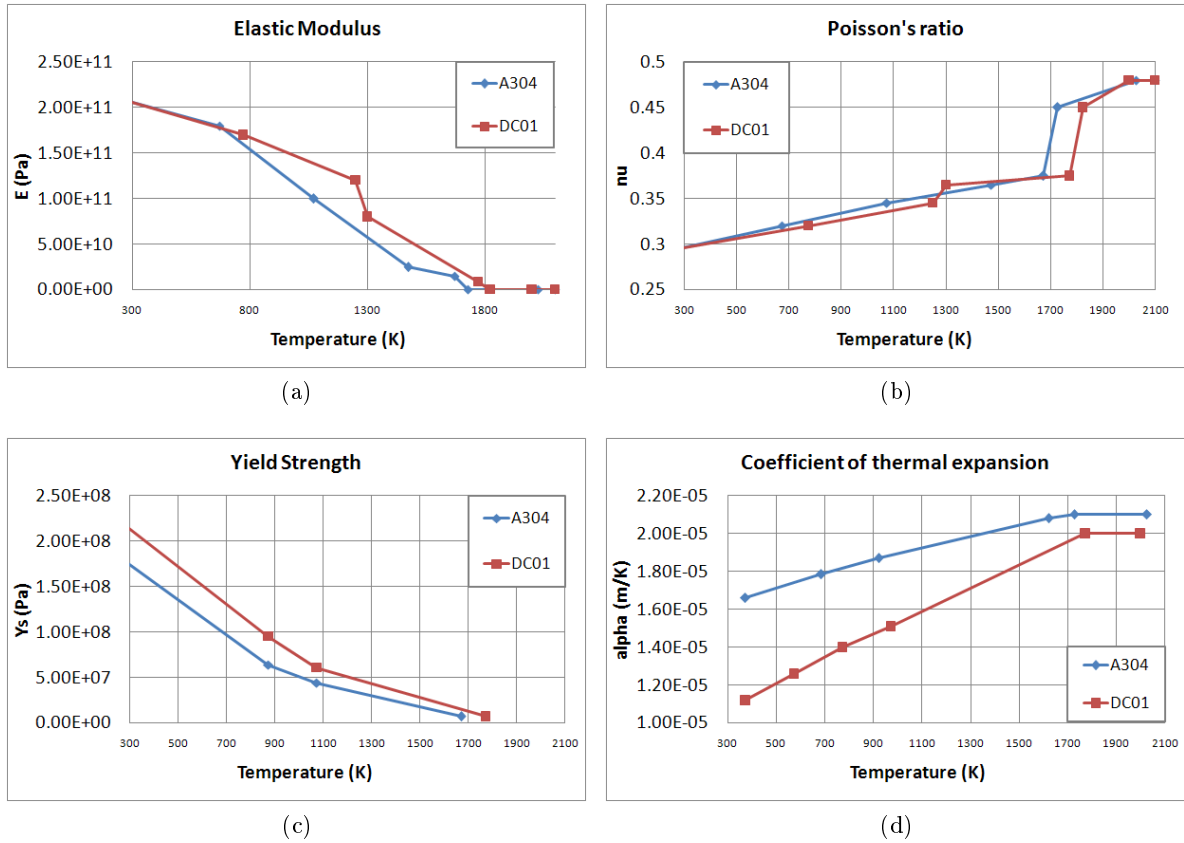 Elastic Modulus
2.50E+11
2.00E+11
1.50E+11
1.00E+11
5.00E+10
0.00E+00
E (Pa)
A304
DC01
300 800 1300 1800
Temperature (K)
(a)
Poisson's ratio
0.5
0.45
0.4
0.35
0.3
0.25
nu
A304
DC01
300 500 700 900 1100 1300 1500 1700 1900 2100
Temperature (K)
(b)
Yield Strength
2.50E+08
2.00E+08
1.50E+08
1.00E+08
5.00E+07
0.00E+00
Ys (Pa)
A304
DC01
300 500 700 900 1100 1300 1500 1700 1900 2100
Temperature (K)
(c)
Coefficient of thermal expansion
2.20E-05
2.00E-05
1.80E-05
1.60E-05
1.40E-05
1.20E-05
1.00E-05
alpha (m/K)
A304
DC01
300 500 700 900 1100 1300 1500 1700 1900 2100
Temperature (K)
(d)